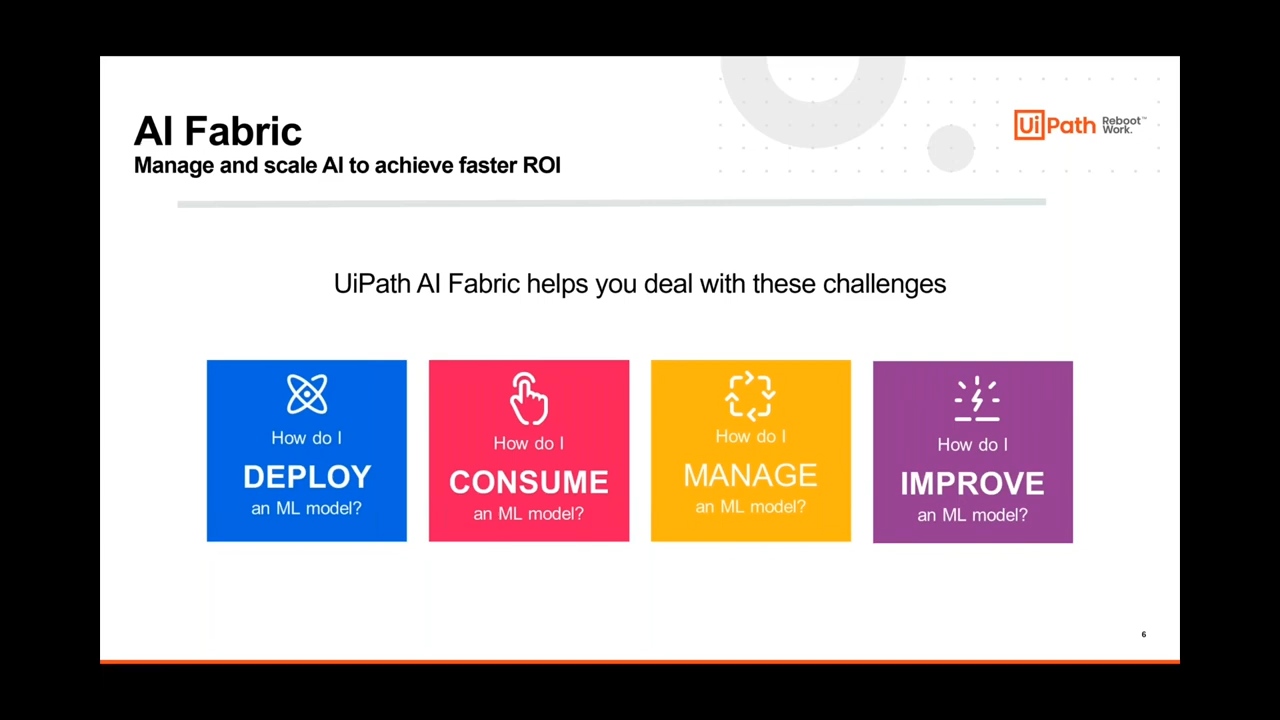 AI Fabric
Manage and scale AI to achieve faster ROI
UiPath Reboot Work.™
UiPath AI Fabric helps you deal with these challenges
How do I
DEPLOY
an ML model?
How do I
CONSUME
an ML model?
How do I
MANAGE
an ML model?
How do I
IMPROVE
an ML model?
6